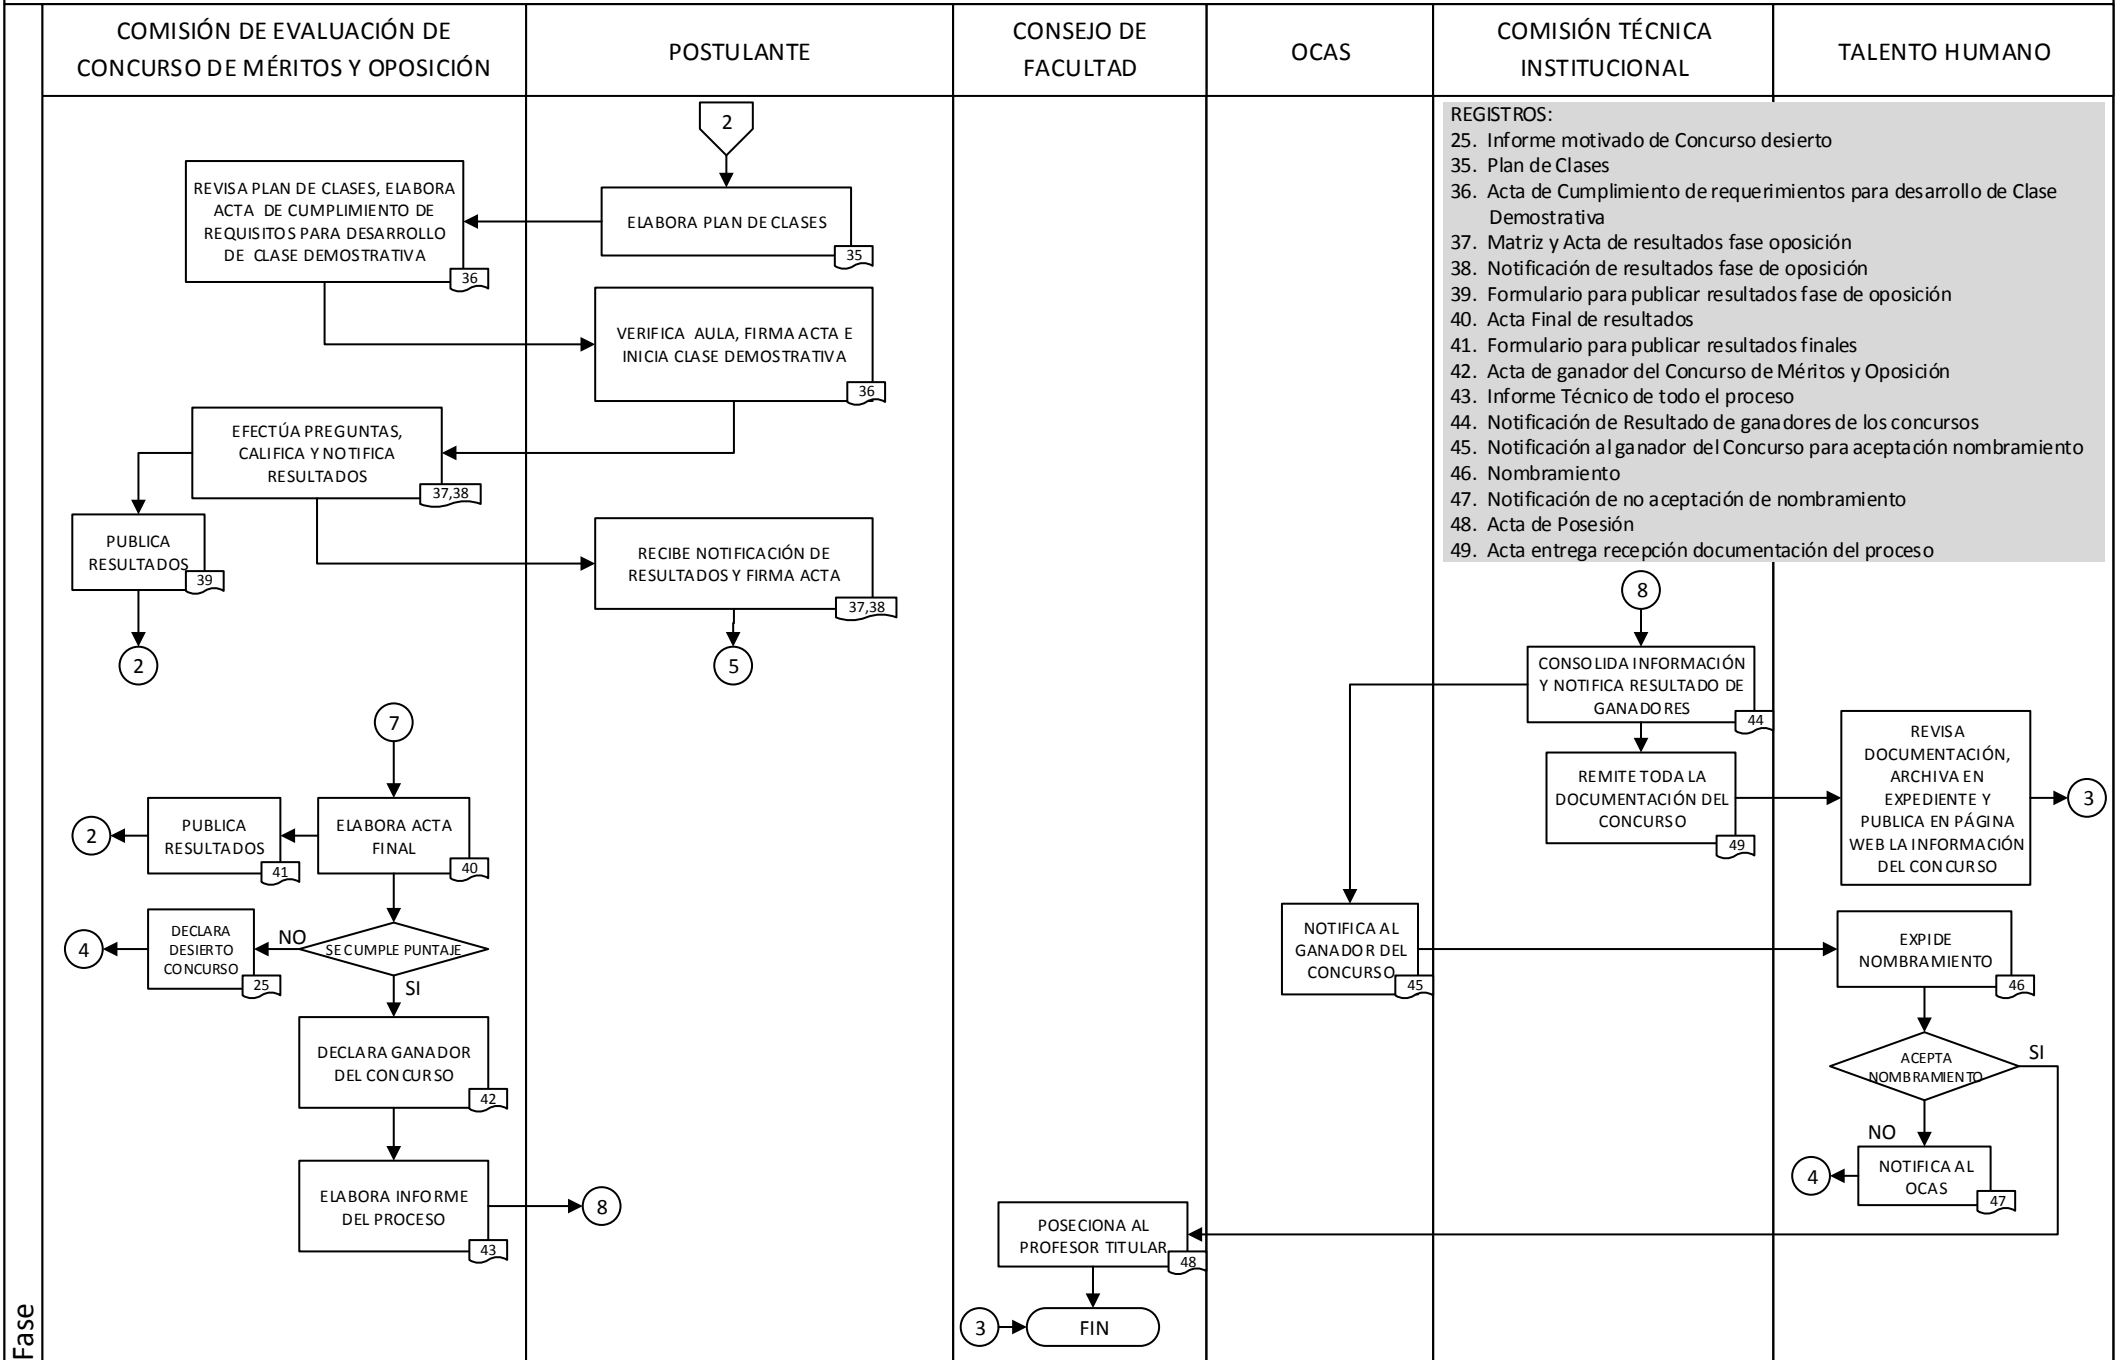 COMISIÓN DE EVALUACIÓN DE
CONCURSO DE MÉRITOS Y OPOSICIÓN
POSTULANTE
CONSEJO DE
FACULTAD
OCAS
COMISIÓN TÉCNICA
INSTITUCIONAL
TALENTO HUMANO
2
REGISTROS:
25. Informe motivado de Concurso desierto
35. Plan de Clases
36. Acta de Cumplimiento de requerimientos para desarrollo de Clase
Demostrativa
37. Matriz y Acta de resultados fase oposición
38. Notificación de resultados fase de oposición
39. Formulario para publicar resultados fase de oposición
40. Acta Final de resultados
41. Formulario para publicar resultados finales
42. Acta de ganador del Concurso de Méritos y Oposición
43. Informe Técnico de todo el proceso
44. Notificación de Resultado de ganadores de los concursos
45. Notificación al ganador del Concurso para aceptación nombramiento
46. Nombramiento
47. Notificación de no aceptación de nombramiento
48. Acta de Posesión
49. Acta entrega recepción documentación del proceso
ELABORA PLAN DE CLASES
35
REVISA PLAN DE CLASES, ELABORA
ACTA DE CUMPLIMIENTO DE
REQUISITOS PARA DESARROLLO
DE CLASE DEMOSTRATIVA
36
VERIFICA AULA, FIRMA ACTA E
INICIA CLASE DEMOSTRATIVA
36
EFECTÚA PREGUNTAS,
CALIFICA Y NOTIFICA
RESULTADOS
37,38
PUBLICA
RESULTADOS
39
2
RECIBE NOTIFICACIÓN DE
RESULTADOS Y FIRMA ACTA
37,38
5
7
ELABORA ACTA
FINAL
40
PUBLICA
RESULTADOS
41
2
SE CUMPLE PUNTAJE
NO
DECLARA
DESIERTO
CONCURSO
25
4
SI
DECLARA GANADOR
DEL CONCURSO
42
ELABORA INFORME
DEL PROCESO
43
8
8
CONSOLIDA INFORMACIÓN
Y NOTIFICA RESULTADO DE
GANADORES
44
REMITE TODA LA
DOCUMENTACIÓN DEL
CONCURSO
49
REVISA
DOCUMENTACIÓN,
ARCHIVA EN
EXPEDIENTE Y
PUBLICA EN PÁGINA
WEB LA INFORMACIÓN
DEL CONCURSO
3
NOTIFICA AL
GANADOR DEL
CONCURSO
45
EXPIDE
NOMBRAMIENTO
46
ACEPTA
NOMBRAMIENTO
SI
NO
NOTIFICA AL
OCAS
47
4
POSECIONA AL
PROFESOR TITULAR
48
3
FIN
Fase